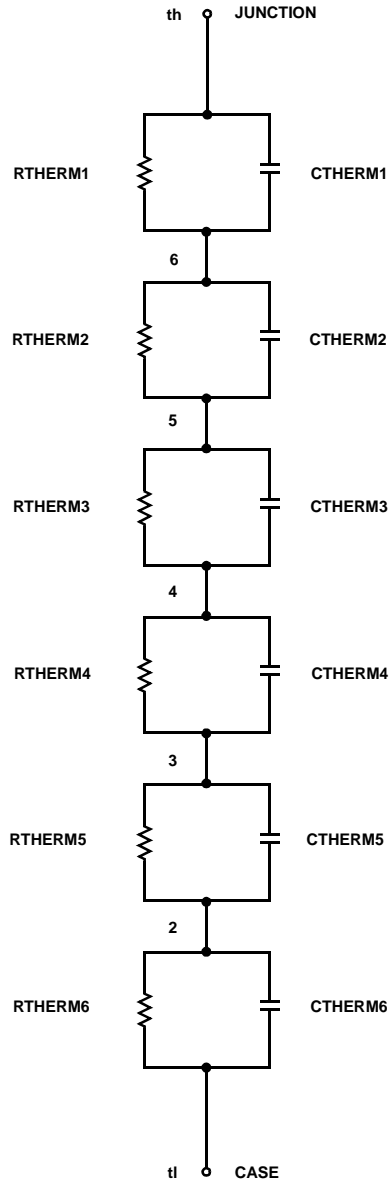 th JUNCTION
RTHERM1 CTHERM1
6
RTHERM2 CTHERM2
5
RTHERM3 CTHERM3
4
RTHERM4 CTHERM4
3
RTHERM5 CTHERM5
2
RTHERM6 CTHERM6
tl CASE